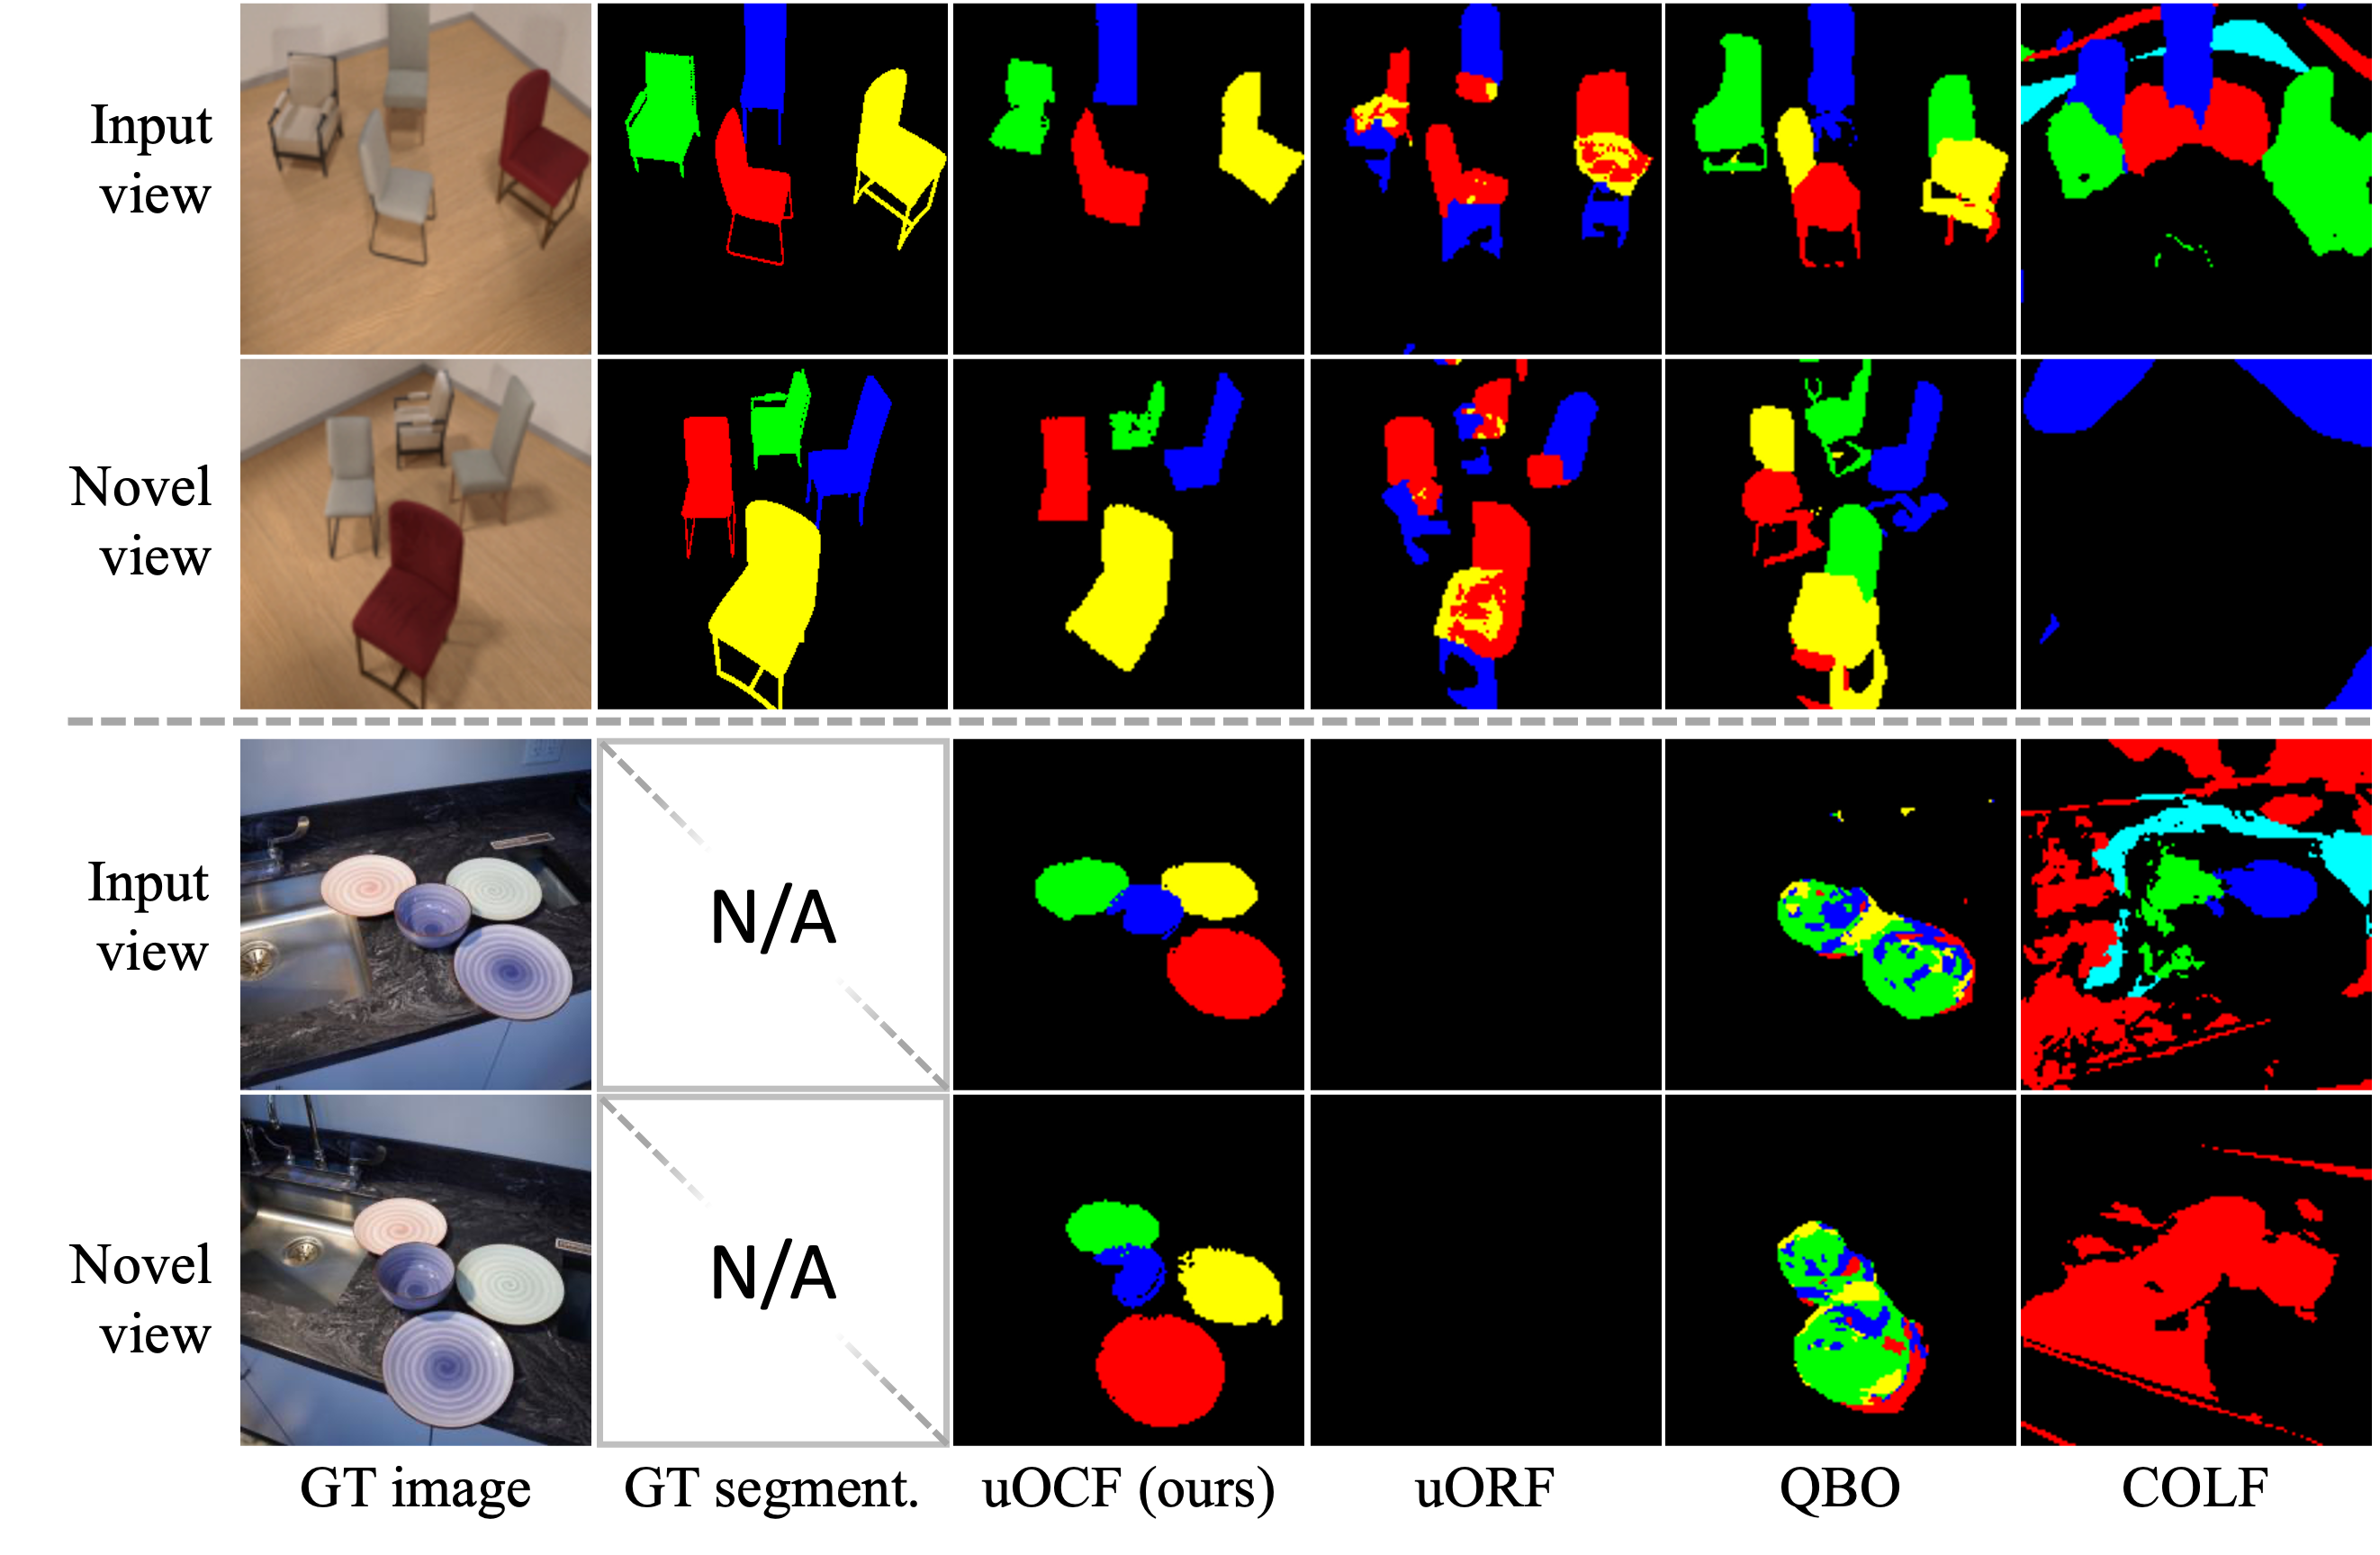 Input
view
Novel
view
Input
view
N/A
Novel
view
N/A
GT image
GT segment.
uOCF (ours)
uORF
QBO
COLF